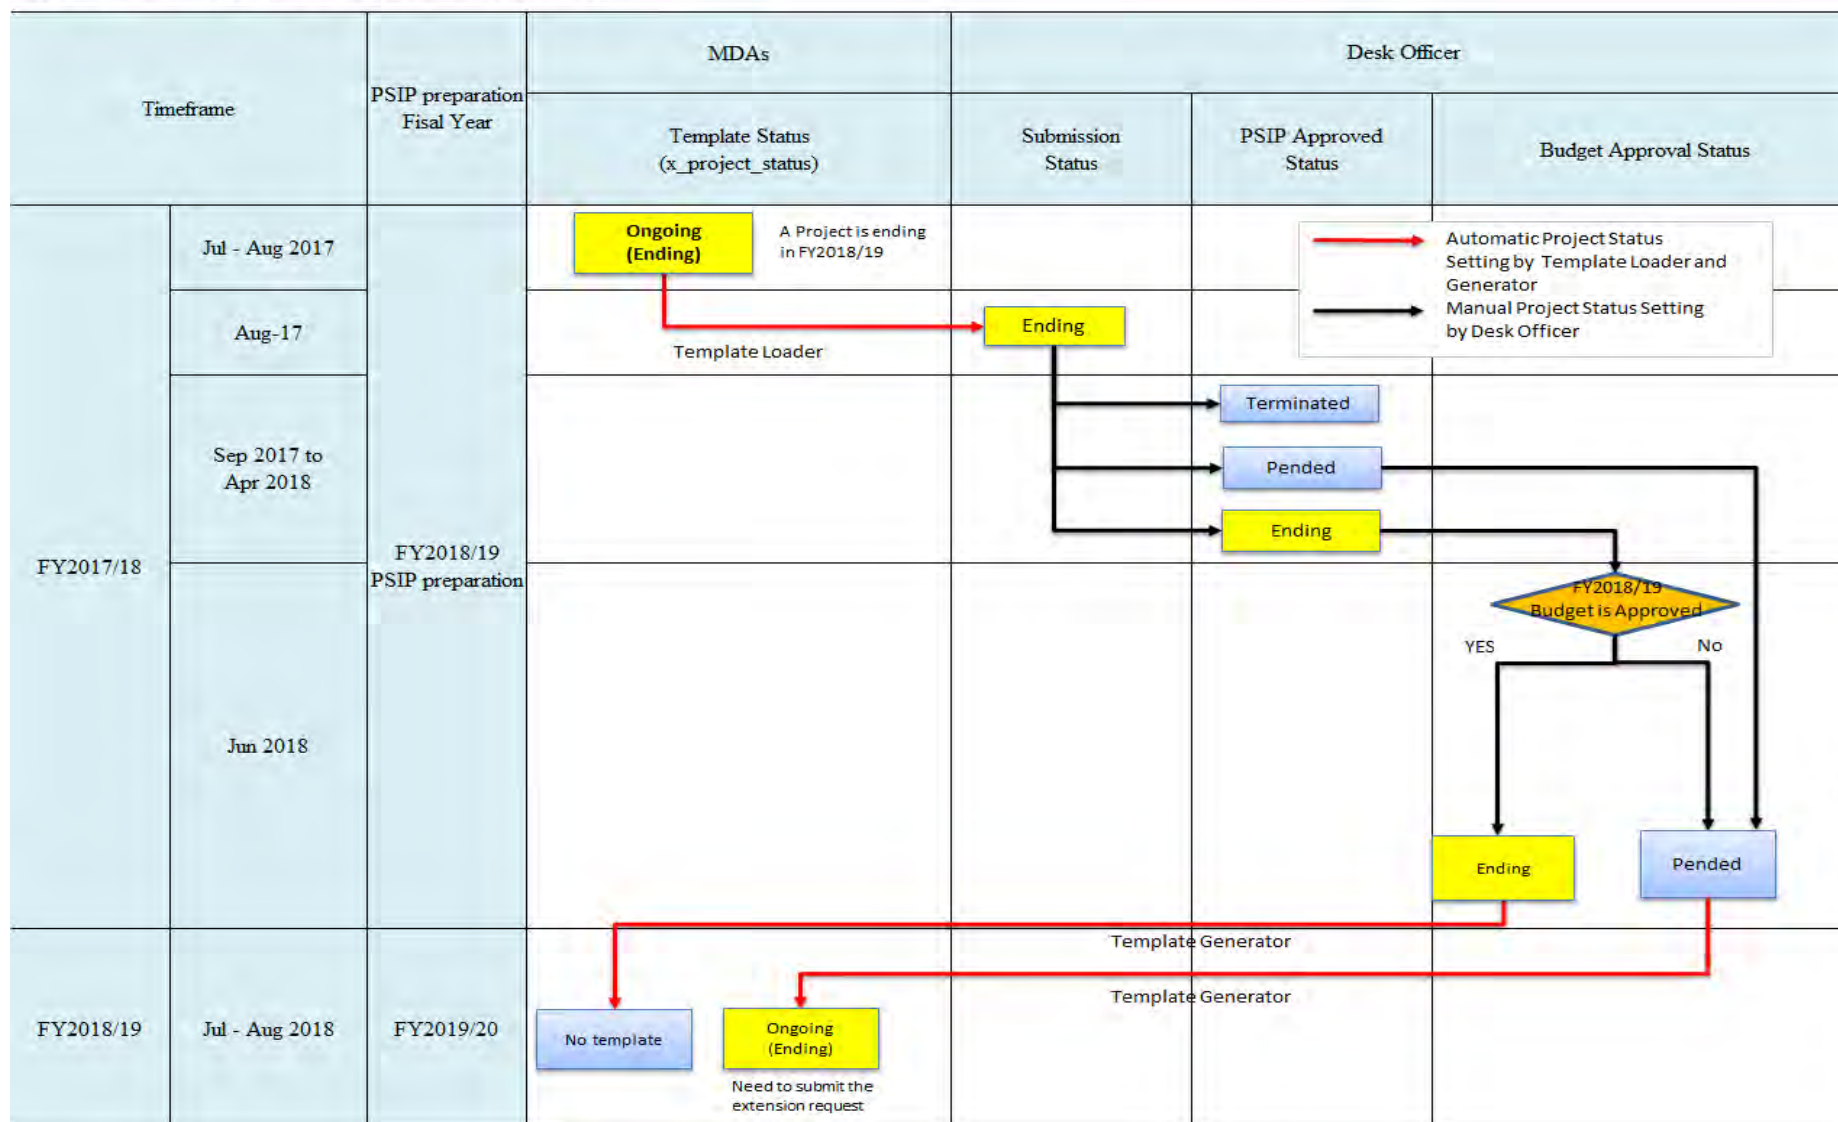 MDAs
Desk Officer
Timeframe
PSIP preparation
Fisal Year
Template Status
(x_project_status)
Submission
Status
PSIP Approved
Status
Budget Approval Status
Jul - Aug 2017
Ongoing
(Ending)
A Project is ending
in FY2018/19
Automatic Project Status
Setting by Template Loader and
Generator
Manual Project Status Setting
by Desk Officer
Aug-17
Ending
Template Loader
Sep 2017 to
Apr 2018
Terminated
Pended
Ending
FY2017/18
FY2018/19
PSIP preparation
FY2018/19
Budget is Approved
YES
No
Jun 2018
Ending
Pended
Template Generator
Template Generator
FY2018/19
Jul - Aug 2018
FY2019/20
No template
Ongoing
(Ending)
Need to submit the
extension request